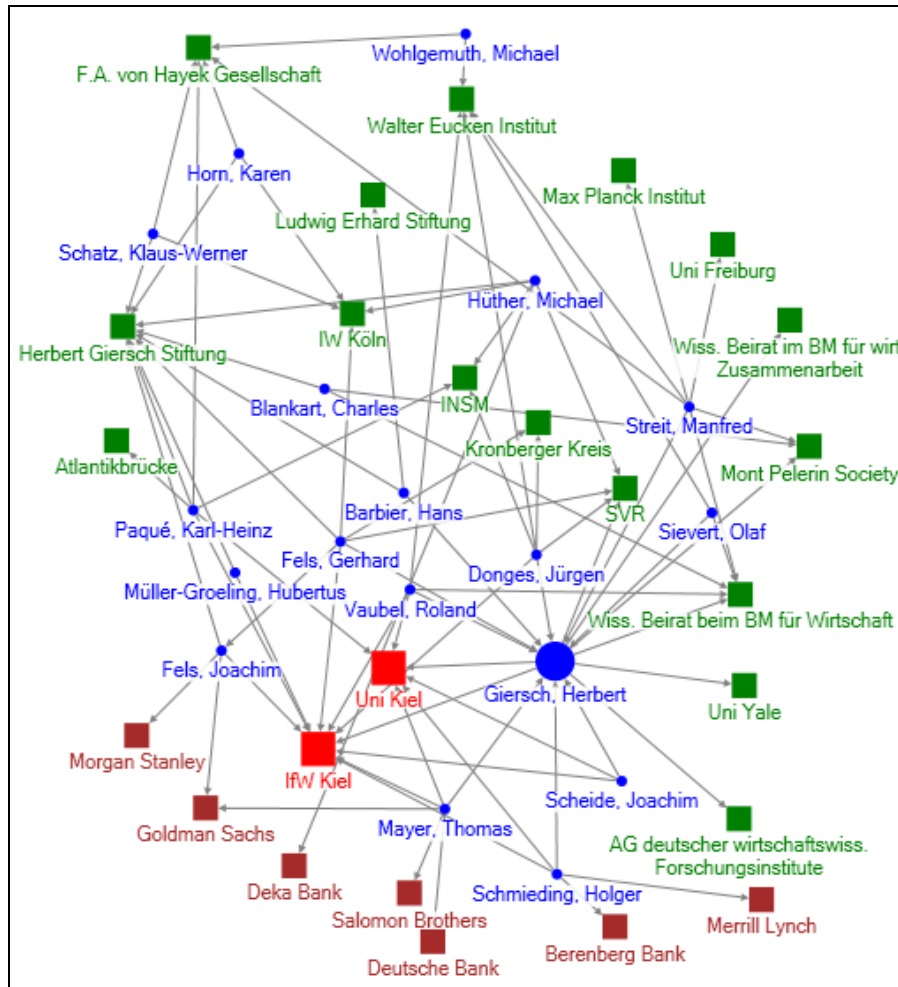 Wohlgemuth, Michael
F.A. von Hayek Gesellschaft
Walter Eucken Institut
Horn, Karen
Max Planck Institut
Ludwig Erhard Stiftung
Schatz, Klaus-Werner
Uni Freiburg
Hüther, Michael
IW Köln
Herbert Giersch Stiftung
Wiss. Beirat im BM für wirt
Zusammenarbeit
Blankart, Charles
INSM
Streit, Manfred
Kronberger Kreis
Atlantikbrücke
Mont Pelerin Society
Barbier, Hans
SVR
Paqué, Karl-Heinz
Sievert, Olaf
Fels, Gerhard
Donges, Jürgen
Müller-Groeling, Hubertus
Vaubel, Roland
Wiss. Beirat beim BM für Wirtschaft
Fels, Joachim
Uni Kiel
Giersch, Herbert
Uni Yale
Morgan Stanley
IfW Kiel
Scheide, Joachim
Goldman Sachs
Mayer, Thomas
AG deutscher wirtschaftswiss.
Forschungsinstitute
Deka Bank
Schmieding, Holger
Salomon Brothers
Merrill Lynch
Berenberg Bank
Deutsche Bank